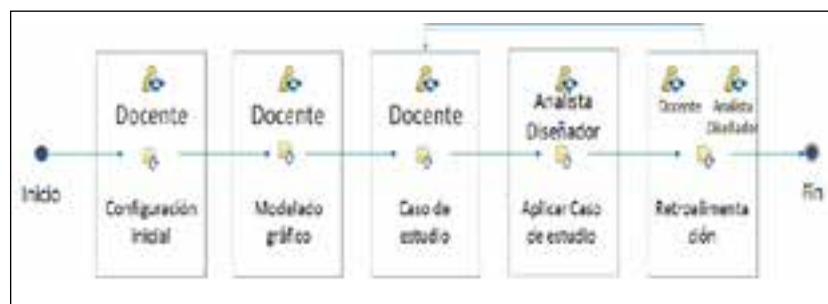 Inicio
Docente
Configuración
inicial
Docente
Modelado
gráfico
Docente
Caso de
estudio
Analista
Diseñador
Aplicar Caso
de estudio
Docente
Analista
Diseñador
Retroalimenta
ción
Fin